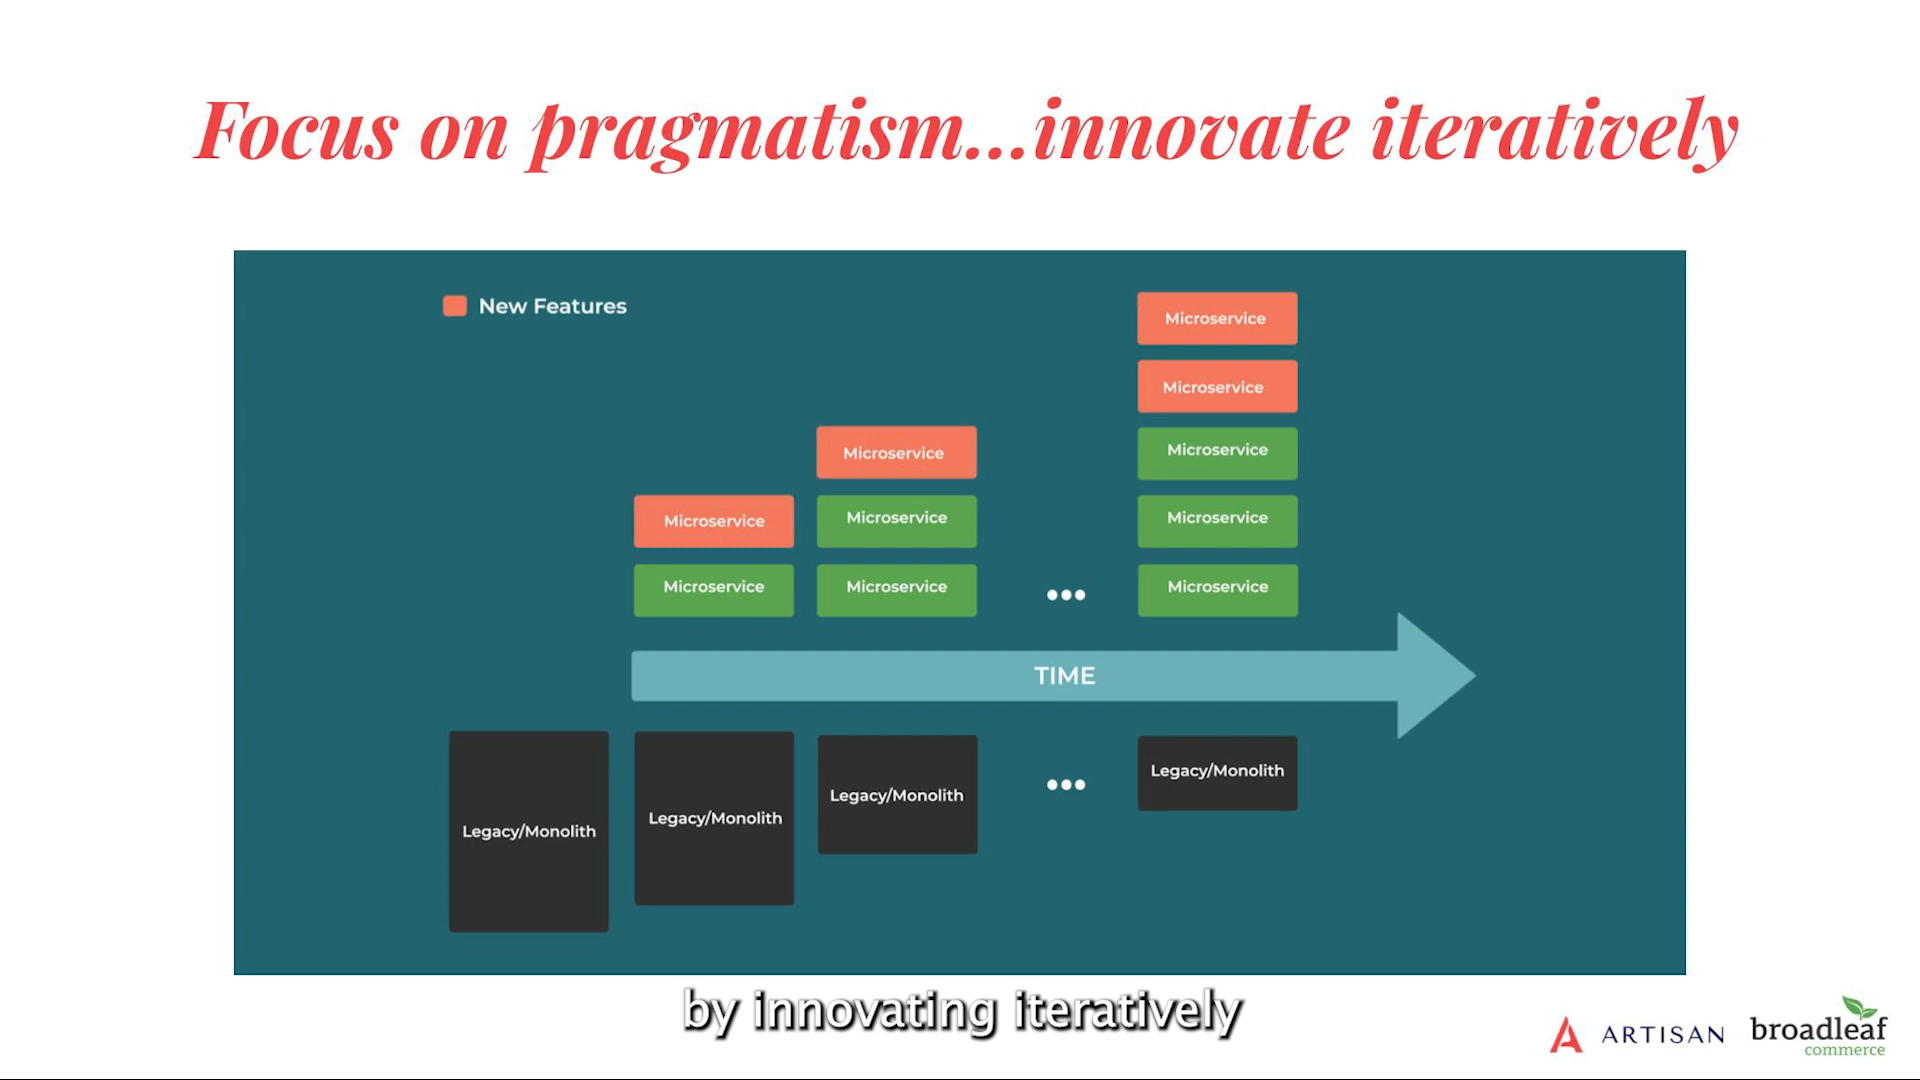 Focus on pragmatism...innovate iteratively
New Features
Microservice
Microservice
Microservice
Microservice
Microservice
Microservice
Microservice
Microservice
Microservice
Microservice
TIME
Legacy/Monolith
Legacy/Monolith
Legacy/Monolith
Legacy/Monolith
by innovating iteratively
ARTISAN
broadleaf
commerce